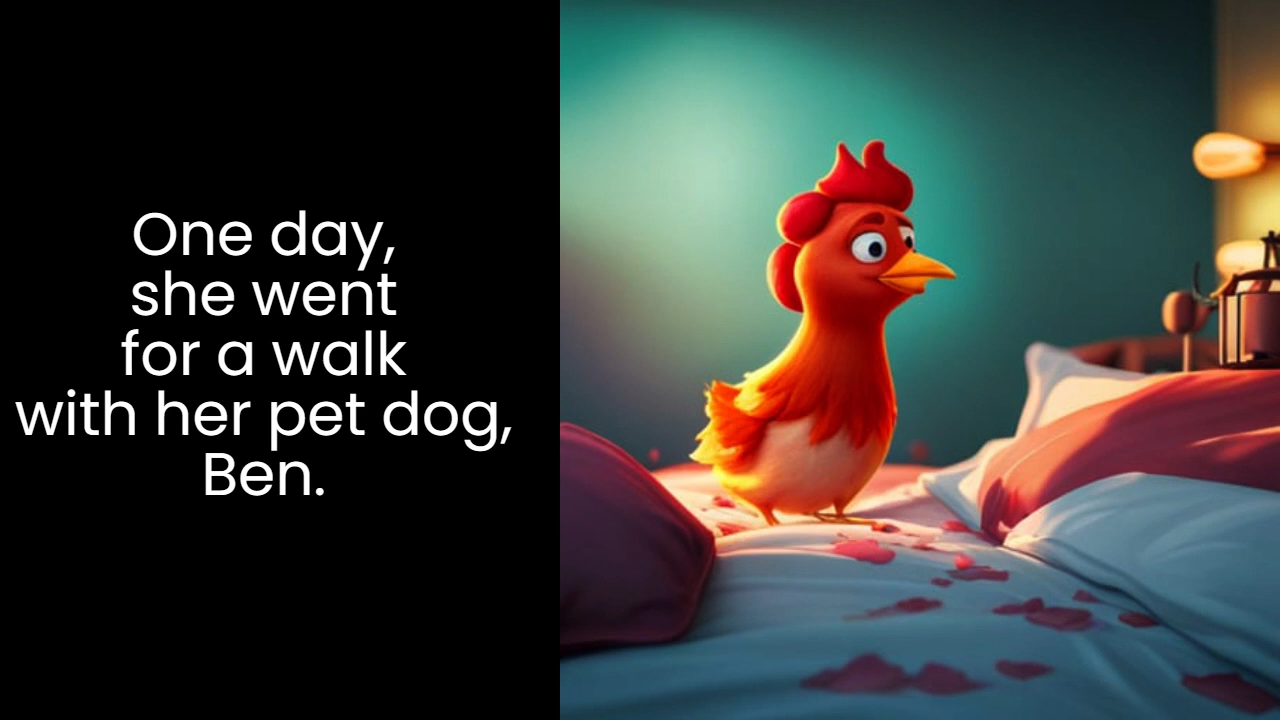 One day,
she went
for a walk
with her pet dog,
Ben.